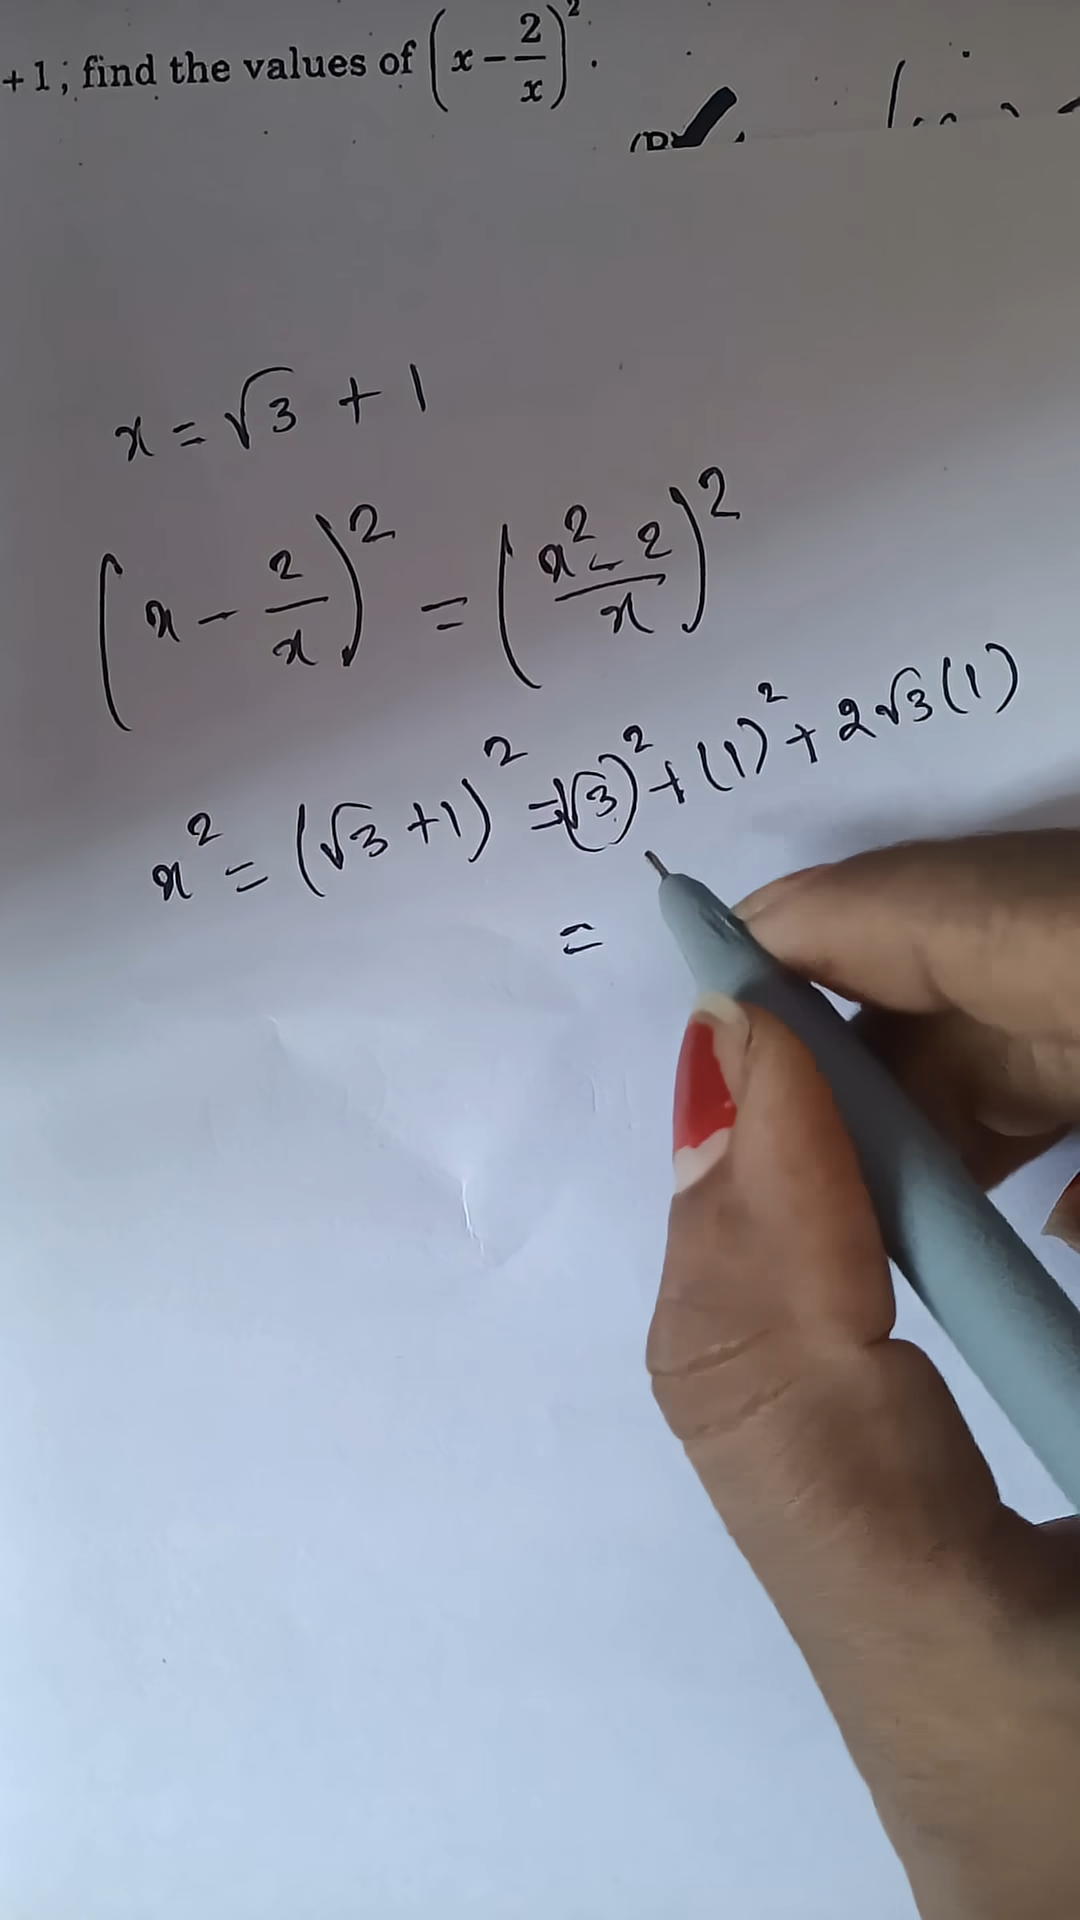 +1; find the values of (x - 2/x)².
x = √3 + 1
(x - 2/x)² = ((x² - 2)/x)²
x² = (√3 + 1)² = (√3)² + (1)² + 2√3(1)
=